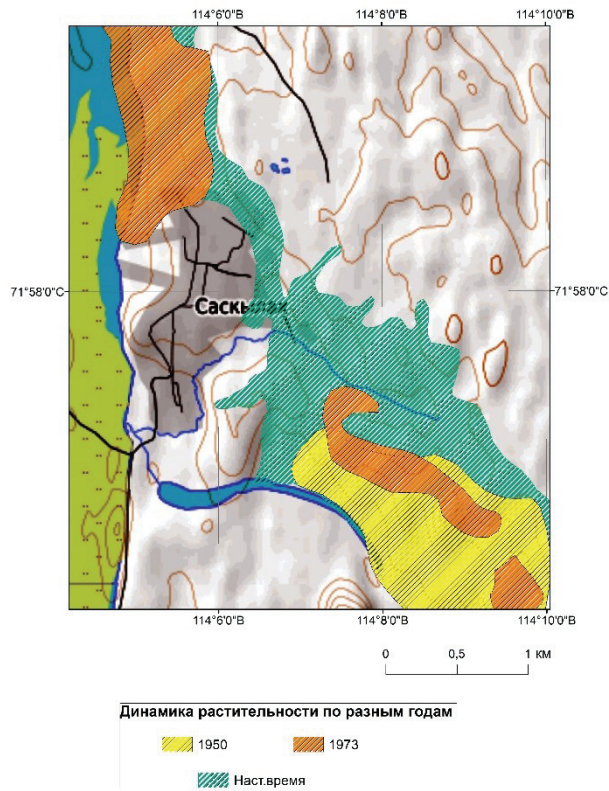 114°6'0"В 114°8'0"В 114°10'0"В
71°58'0"С 71°58'0"С
Саскылах
114°6'0"В 114°8'0"В 114°10'0"В
0 0,5 1 км
Динамика растительности по разным годам
1950 1973
Наст.время